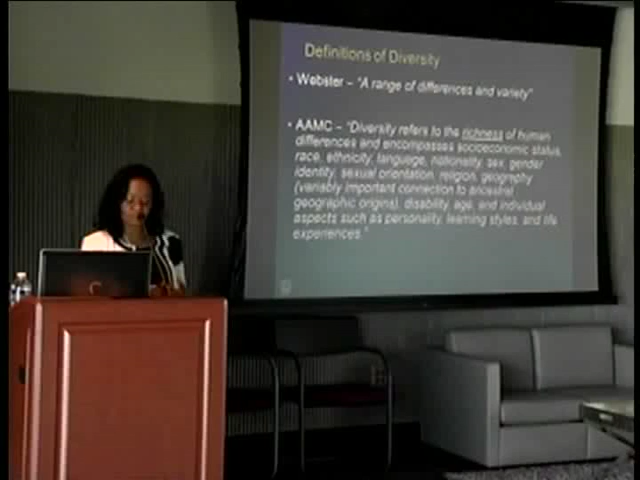 Definitions of Diversity
• Webster – "A range of differences and variety"
• AAMC – "Diversity refers to the richness of human
differences and encompasses socioeconomic status,
race, ethnicity, language, nationality, sex, gender
identity, sexual orientation, religion, geography
(variably important connection to ancestral
geographic origins), disability, age, and individual
aspects such as personality, learning styles, and life
experiences."